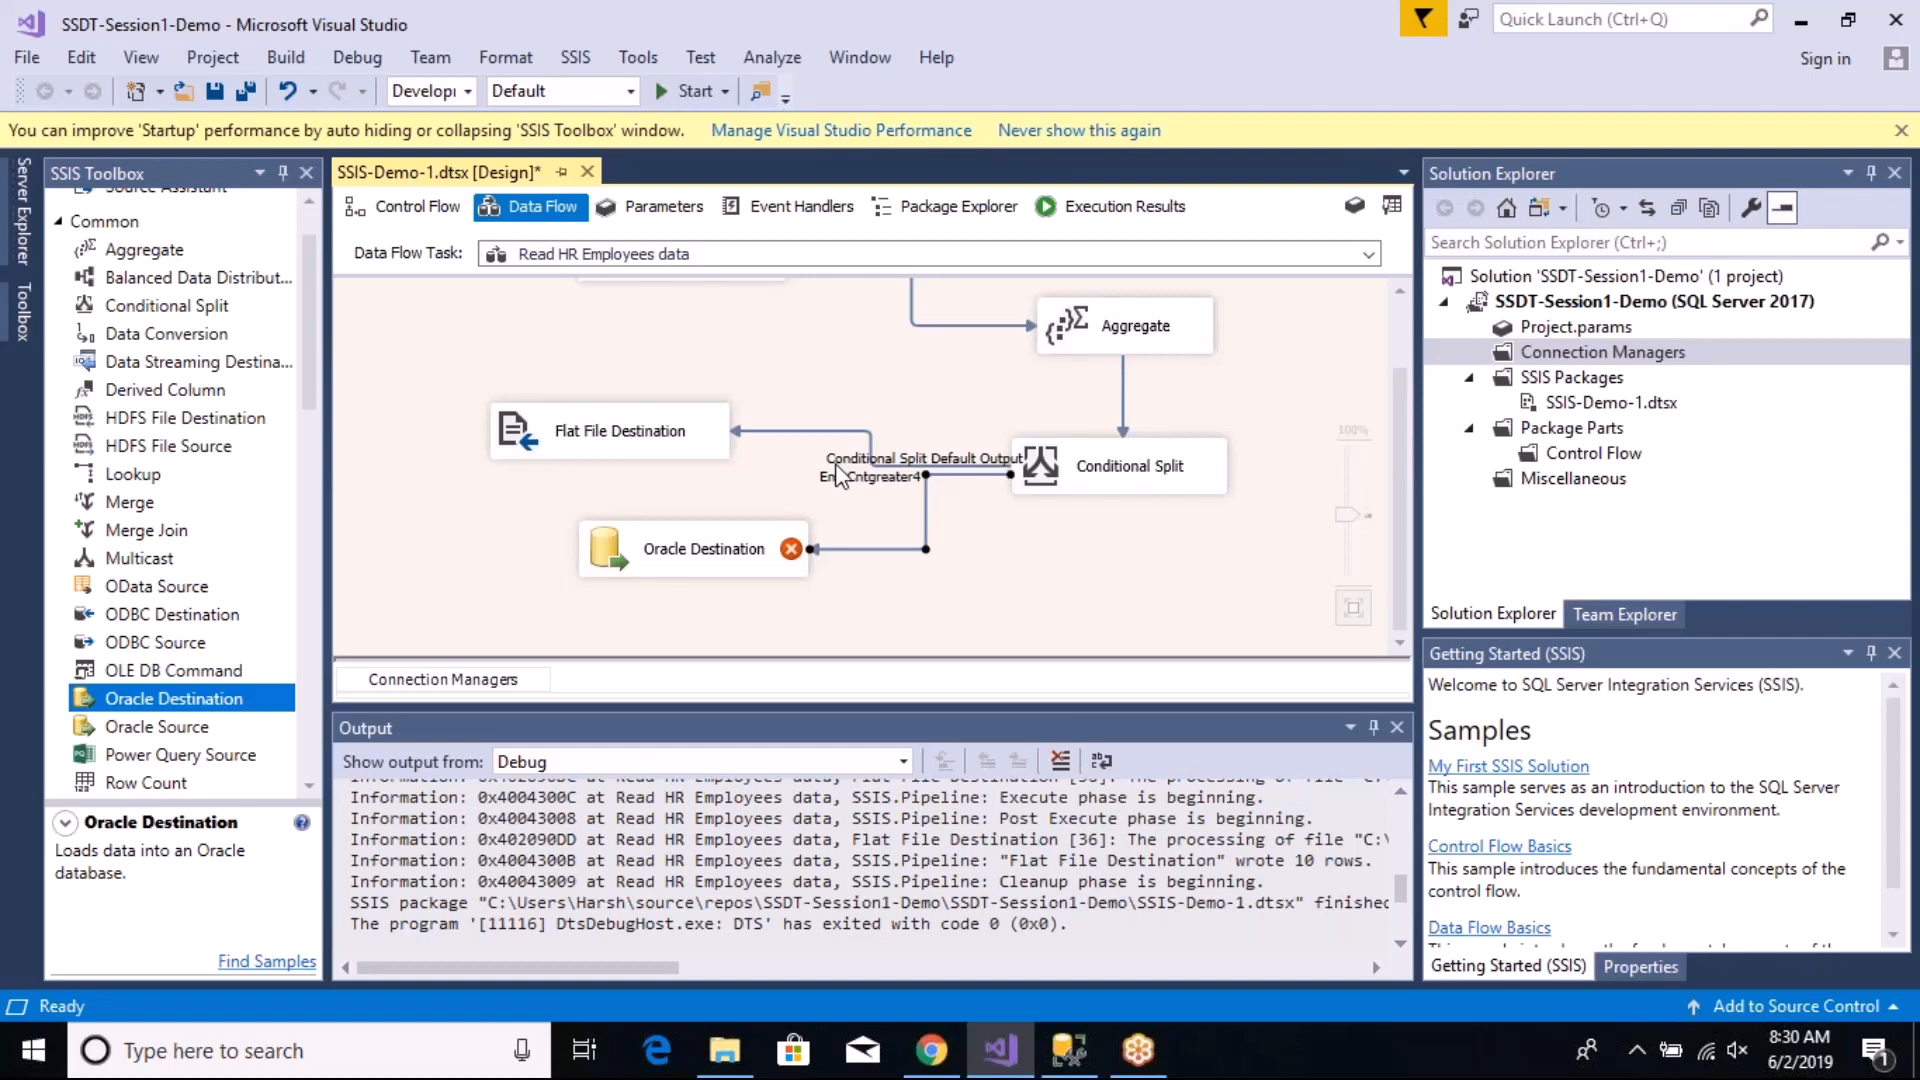 SSDT-Session1-Demo - Microsoft Visual Studio
Quick Launch (Ctrl+Q)
File Edit View Project Build Debug Team Format SSIS Tools Test Analyze Window Help
Sign in
Default
Start
You can improve 'Startup' performance by auto hiding or collapsing 'SSIS Toolbox' window. Manage Visual Studio Performance Never show this again
Server Explorer
Toolbox
SSIS Toolbox
Source Assistant
Common
Aggregate
Balanced Data Distribut...
Conditional Split
Data Conversion
Data Streaming Destina...
Derived Column
HDFS File Destination
HDFS File Source
Lookup
Merge
Merge Join
Multicast
OData Source
ODBC Destination
ODBC Source
OLE DB Command
Oracle Destination
Oracle Source
Power Query Source
Row Count
Oracle Destination
Loads data into an Oracle
database.
Find Samples
SSIS-Demo-1.dtsx [Design]*
Control Flow Data Flow Parameters Event Handlers Package Explorer Execution Results
Data Flow Task: Read HR Employees data
Aggregate
Flat File Destination
Conditional Split Default Output
Conditional Split
Oracle Destination
100%
Connection Managers
Output
Show output from: Debug
Information: 0x4004300C at Read HR Employees data, SSIS.Pipeline: Execute phase is beginning.
Information: 0x40043008 at Read HR Employees data, SSIS.Pipeline: Post Execute phase is beginning.
Information: 0x402090DD at Read HR Employees data, Flat File Destination [36]: The processing of file "C:\
Information: 0x4004300B at Read HR Employees data, SSIS.Pipeline: "Flat File Destination" wrote 10 rows.
Information: 0x40043009 at Read HR Employees data, SSIS.Pipeline: Cleanup phase is beginning.
SSIS package "C:\Users\Harsh\source\repos\SSDT-Session1-Demo\SSDT-Session1-Demo\SSIS-Demo-1.dtsx" finished
The program '[11116] DtsDebugHost.exe: DTS' has exited with code 0 (0x0).
Solution Explorer
Search Solution Explorer (Ctrl+;)
Solution 'SSDT-Session1-Demo' (1 project)
SSDT-Session1-Demo (SQL Server 2017)
Project.params
Connection Managers
SSIS Packages
SSIS-Demo-1.dtsx
Package Parts
Control Flow
Miscellaneous
Solution Explorer Team Explorer
Getting Started (SSIS)
Welcome to SQL Server Integration Services (SSIS).
Samples
My First SSIS Solution
This sample serves as an introduction to the SQL Server
Integration Services development environment.
Control Flow Basics
This sample introduces the fundamental concepts of the
control flow.
Data Flow Basics
Getting Started (SSIS) Properties
Ready
Add to Source Control
Type here to search
8:30 AM
6/2/2019
1